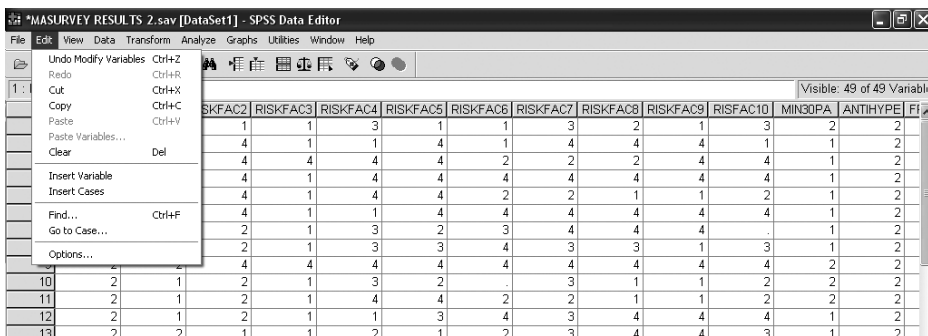 *MASURVEY RESULTS 2.sav [DataSet1] - SPSS Data Editor
File Edit View Data Transform Analyze Graphs Utilities Window Help
Undo Modify Variables Ctrl+Z
Redo Ctrl+R
Cut Ctrl+X
Copy Ctrl+C
Paste Ctrl+V
Paste Variables...
Clear Del
Insert Variable
Insert Cases
Find... Ctrl+F
Go to Case...
Options...
1 :
Visible: 49 of 49 Variabl
SKFAC2 RISKFAC3 RISKFAC4 RISKFAC5 RISKFAC6 RISKFAC7 RISKFAC8 RISKFAC9 RISFAC10 MIN30PA ANTIHYPE
1 1 3 1 1 3 2 1 3 2 2
4 1 1 4 1 4 4 4 1 1 2
4 4 4 4 2 2 2 4 4 1 2
4 1 4 4 4 4 4 4 4 1 2
4 1 4 4 2 2 1 1 2 1 2
4 1 1 4 4 4 4 4 4 1 2
2 1 3 2 3 4 4 4 . 1 2
2 1 3 3 4 3 3 1 3 1 2
2 2 4 4 4 4 4 4 4 4 4 2 2
10 2 1 2 1 3 2 . 3 1 1 2 2 2
11 2 1 2 1 4 4 2 2 1 1 2 1 2
12 2 1 2 1 1 3 4 3 4 4 4 1 2
13 2 2 1 1 2 1 2 3 4 4 3 1 2